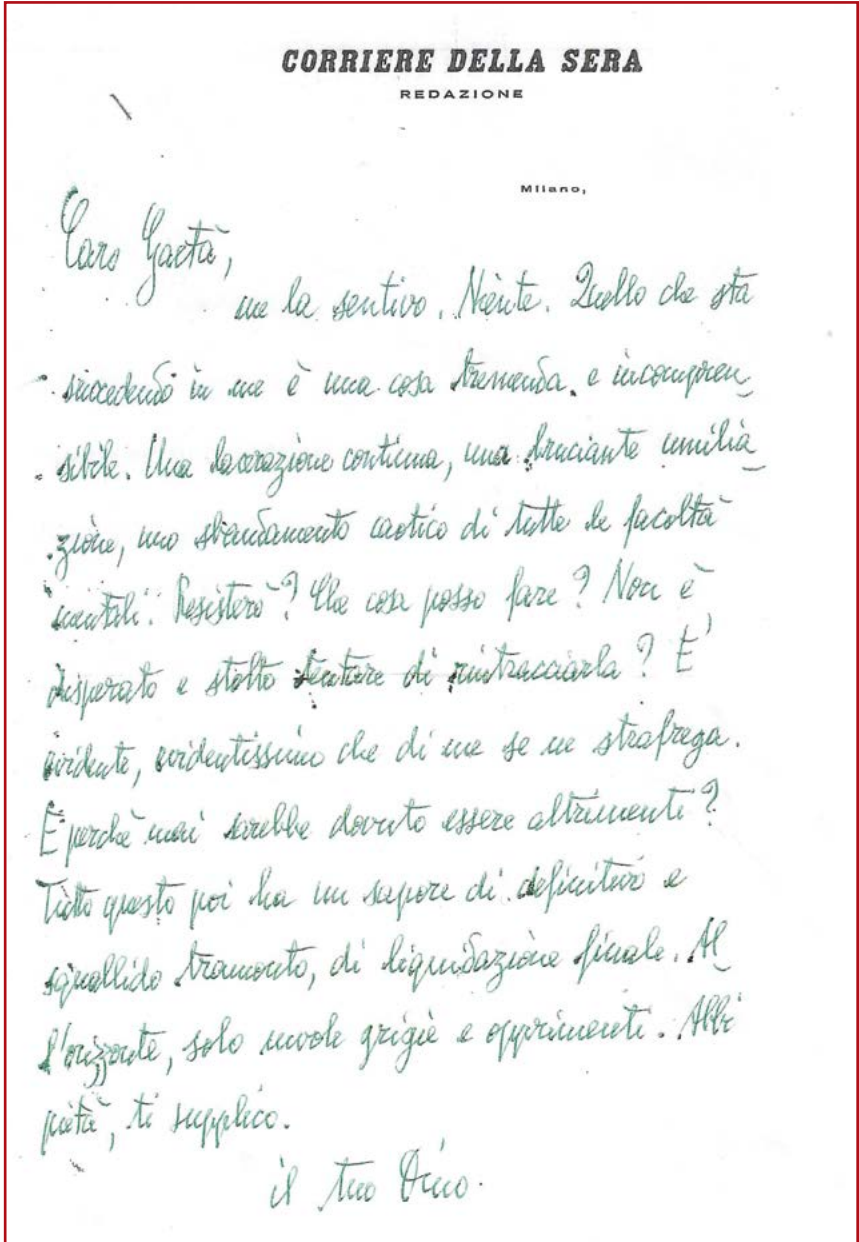 CORRIERE DELLA SERA
REDAZIONE
Milano,
Caro Gaetà,
me la sentivo. Niente. Quello che sta
succedendo in me è una cosa tremenda e incompren_
sibile. Una lacerazione continua, una bruciante umilia_
zione, uno sbandamento caotico di tutte le facoltà
mentali. Resisterò? Che cosa posso fare? Non è
disperato e stolto tentare di rintracciarla? E'
evidente, evidentissimo che di me se ne strafrega.
E perchè mai sarebbe dovuto essere altrimenti?
Tutto questo poi ha un sapore di definitivo e
squallido tramonto, di liquidazione finale. Al_
l'orizzonte, solo nuvole grigie e opprimenti. Abbi
pietà, ti supplico.
il tuo Dino.